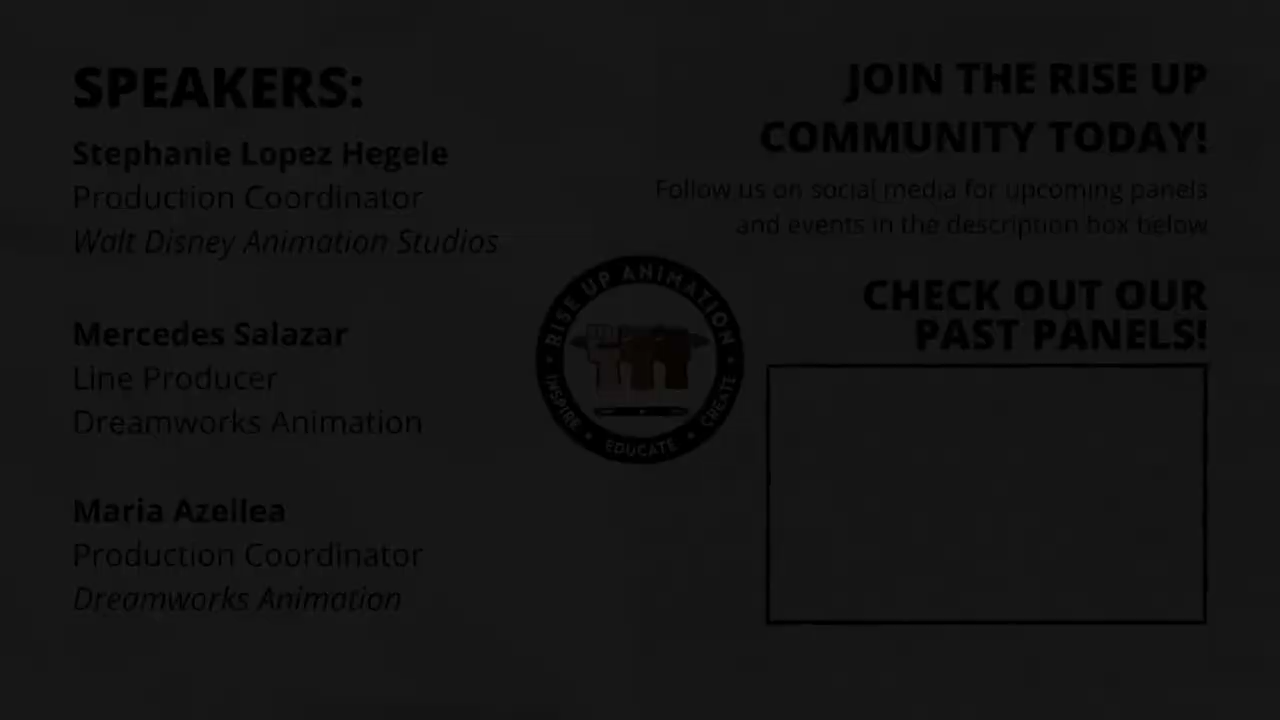 SPEAKERS:
Stephanie Lopez Hegele
Production Coordinator
Walt Disney Animation Studios
Mercedes Salazar
Line Producer
Dreamworks Animation
Maria Azellea
Production Coordinator
Dreamworks Animation
RISE UP ANIMATION
INSPIRE • EDUCATE • CREATE
JOIN THE RISE UP
COMMUNITY TODAY!
Follow us on social media for upcoming panels
and events in the description box below
CHECK OUT OUR
PAST PANELS!